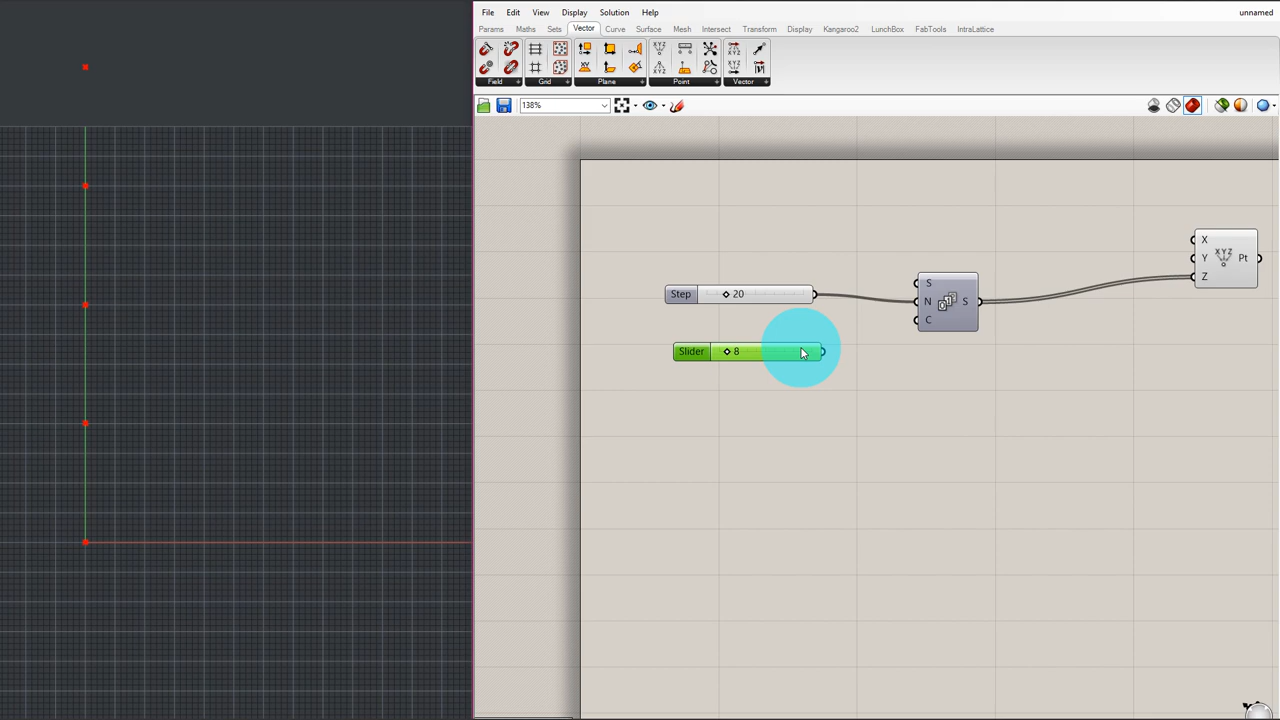 File Edit View Display Solution Help unnamed
Params Maths Sets Vector Curve Surface Mesh Intersect Transform Display Kangaroo2 LunchBox FabTools IntraLattice
Field Grid Plane Point Vector
138%
X
Y Pt
Z
Step 20
S
N S
C
Slider 8